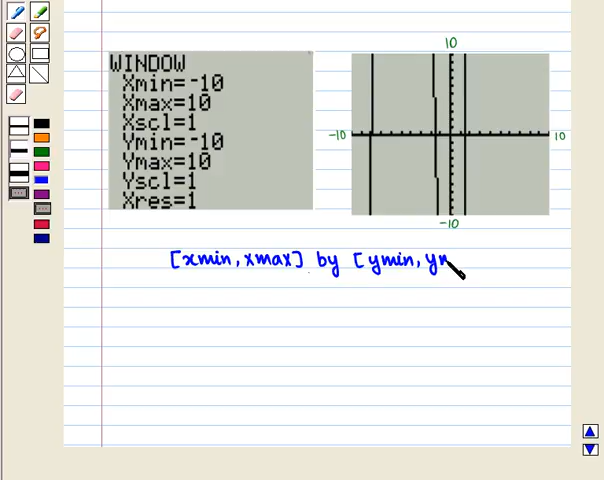 WINDOW
Xmin=-10
Xmax=10
Xscl=1
Ymin=-10
Ymax=10
Yscl=1
Xres=1
10
-10
10
-10
[xmin, xmax] by [ymin, ym